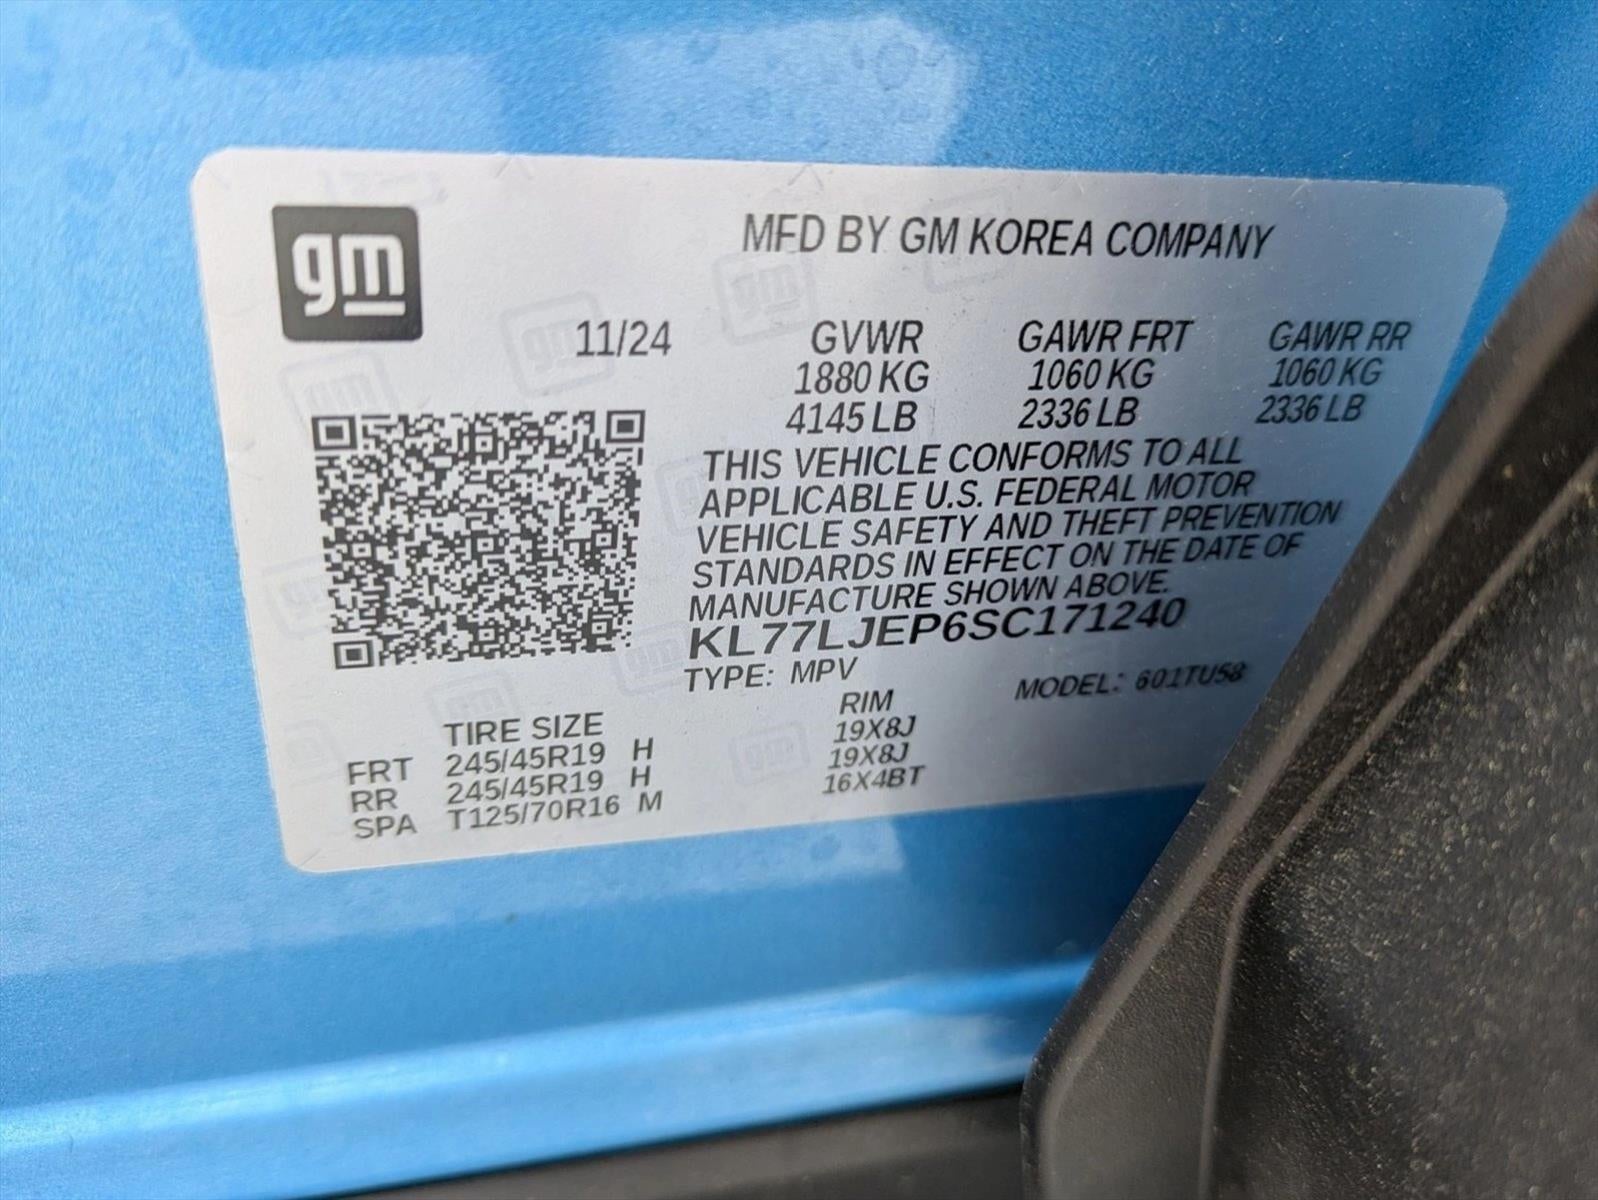 gm
MFD BY GM KOREA COMPANY
11/24 GVWR GAWR FRT GAWR RR
1880 KG 1060 KG 1060 KG
4145 LB 2336 LB 2336 LB
THIS VEHICLE CONFORMS TO ALL
APPLICABLE U.S. FEDERAL MOTOR
VEHICLE SAFETY AND THEFT PREVENTION
STANDARDS IN EFFECT ON THE DATE OF
MANUFACTURE SHOWN ABOVE.
KL77LJEP6SC171240
TYPE: MPV MODEL: 601TU58
TIRE SIZE RIM
FRT 245/45R19 H 19X8J
RR 245/45R19 H 19X8J
SPA T125/70R16 M 16X4BT